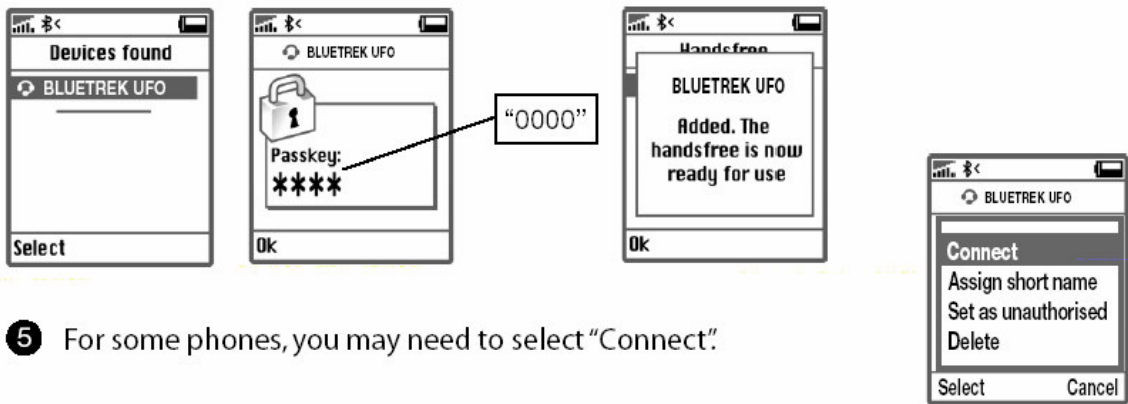 Devices found
BLUETREK UFO
Select
BLUETREK UFO
Passkey:
****
Ok
“0000”
Handsfree
BLUETREK UFO
Added. The
handsfree is now
ready for use
Ok
BLUETREK UFO
Connect
Assign short name
Set as unauthorised
Delete
Select Cancel
5 For some phones, you may need to select “Connect”.